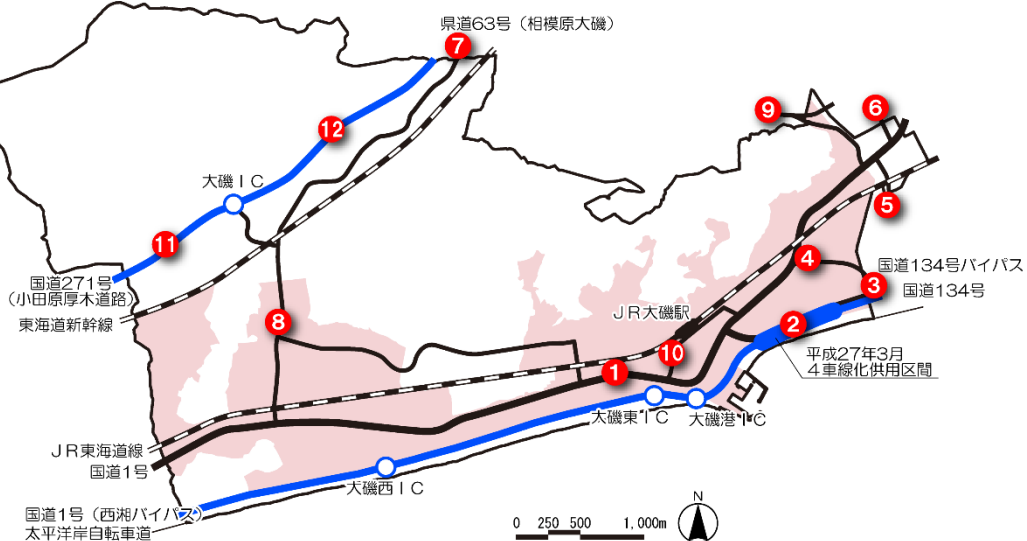 県道63号（相模原大磯）
7
9
6
12
大磯ＩＣ
5
11
4
国道134号バイパス
国道271号
（小田原厚木道路）
3
国道134号
東海道新幹線
8
ＪＲ大磯駅
2
10
平成27年3月
４車線化供用区間
1
大磯東ＩＣ
大磯港ＩＣ
ＪＲ東海道線
国道1号
大磯西ＩＣ
国道1号（西湘バイパス）
太平洋岸自転車道
N
0 250 500 1,000m